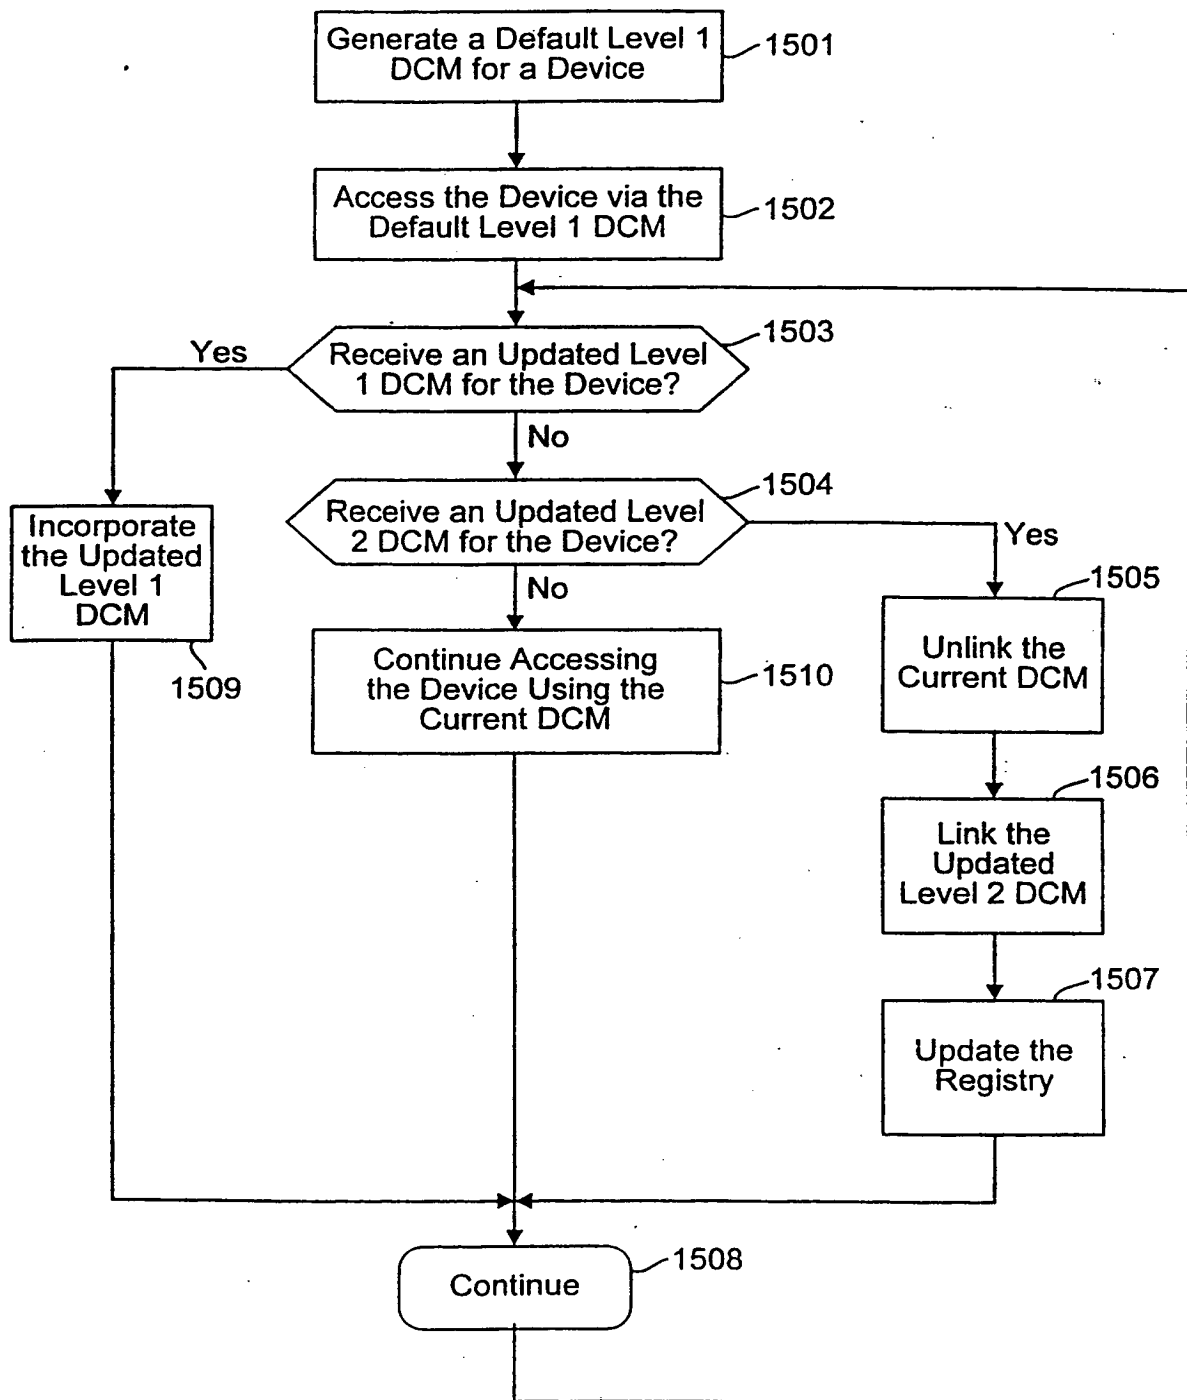 Generate a Default Level 1
DCM for a Device
1501
Access the Device via the
Default Level 1 DCM
1502
1503
Yes
Receive an Updated Level
1 DCM for the Device?
No
1504
Receive an Updated Level
2 DCM for the Device?
Yes
No
Incorporate
the Updated
Level 1
DCM
1509
Continue Accessing
the Device Using the
Current DCM
1510
1505
Unlink the
Current DCM
1506
Link the
Updated
Level 2 DCM
1507
Update the
Registry
1508
Continue